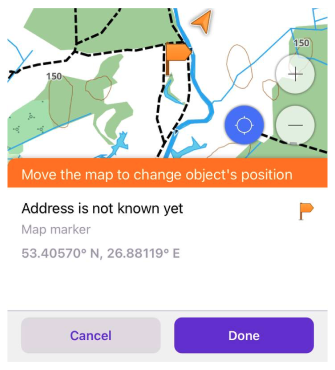 150
150
+
−
Move the map to change object's position
Address is not known yet
Map marker
53.40570° N, 26.88119° E
Cancel
Done